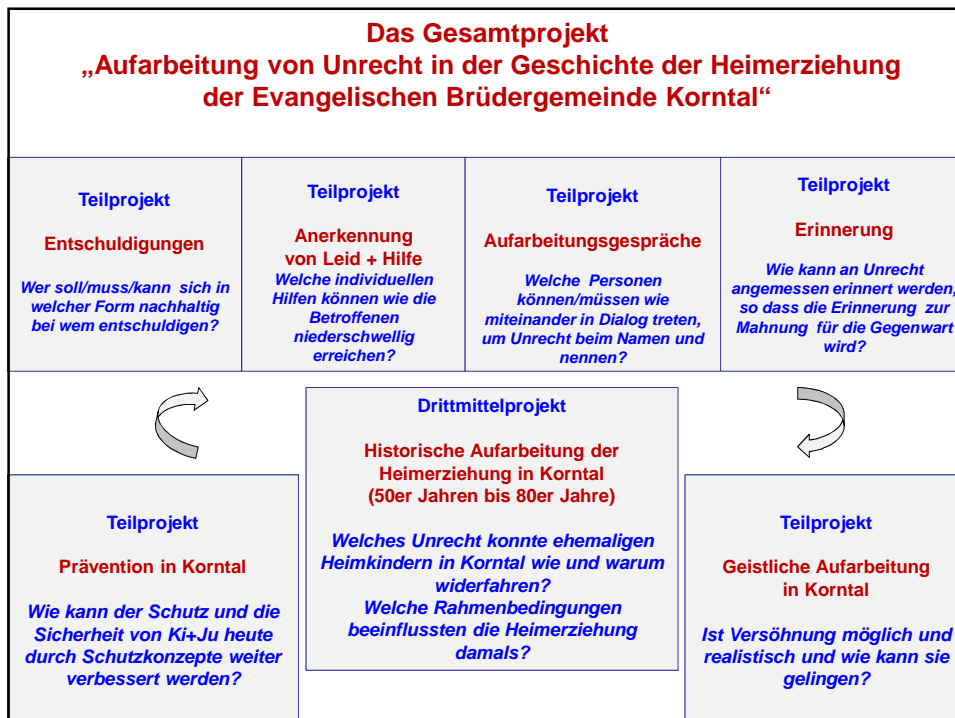 Das Gesamtprojekt
„Aufarbeitung von Unrecht in der Geschichte der Heimerziehung
der Evangelischen Brüdergemeinde Korntal“
Teilprojekt
Entschuldigungen
Wer soll/muss/kann sich in
welcher Form nachhaltig
bei wem entschuldigen?
Teilprojekt
Anerkennung
von Leid + Hilfe
Welche individuellen
Hilfen können wie die
Betroffenen
niederschwellig
erreichen?
Teilprojekt
Aufarbeitungsgespräche
Welche Personen
können/müssen wie
miteinander in Dialog treten,
um Unrecht beim Namen und
nennen?
Teilprojekt
Erinnerung
Wie kann an Unrecht
angemessen erinnert werden,
so dass die Erinnerung zur
Mahnung für die Gegenwart
wird?
Teilprojekt
Prävention in Korntal
Wie kann der Schutz und die
Sicherheit von Ki+Ju heute
durch Schutzkonzepte weiter
verbessert werden?
Drittmittelprojekt
Historische Aufarbeitung der
Heimerziehung in Korntal
(50er Jahren bis 80er Jahre)
Welches Unrecht konnte ehemaligen
Heimkindern in Korntal wie und warum
widerfahren?
Welche Rahmenbedingungen
beeinflussten die Heimerziehung
damals?
Teilprojekt
Geistliche Aufarbeitung
in Korntal
Ist Versöhnung möglich und
realistisch und wie kann sie
gelingen?